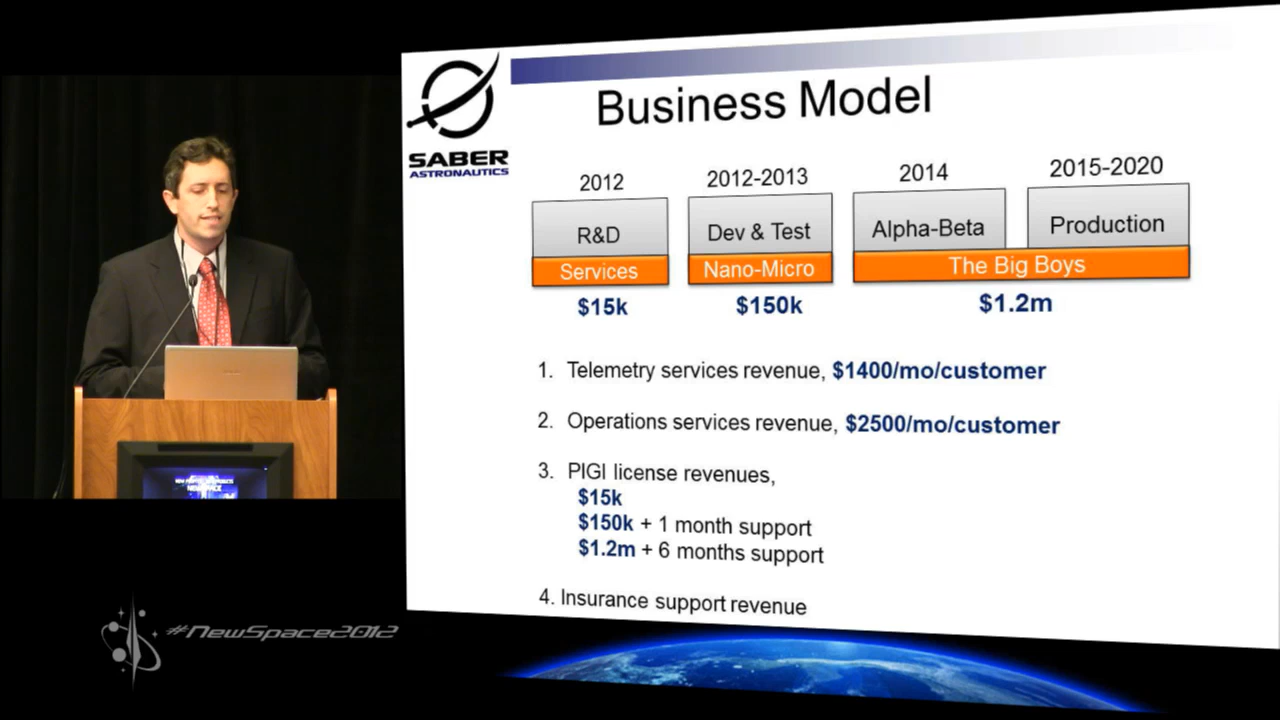 SABER
ASTRONAUTICS
Business Model
2012
2012-2013
2014
2015-2020
R&D
Dev & Test
Alpha-Beta
Production
Services
Nano-Micro
The Big Boys
$15k
$150k
$1.2m
1. Telemetry services revenue, $1400/mo/customer
2. Operations services revenue, $2500/mo/customer
3. PIGI license revenues,
$15k
$150k + 1 month support
$1.2m + 6 months support
4. Insurance support revenue
#NewSpace2012